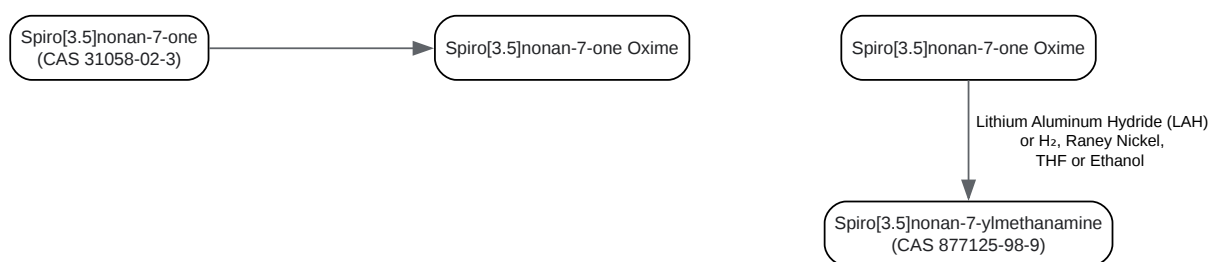 Spiro[3.5]nonan-7-one
(CAS 31058-02-3)
Spiro[3.5]nonan-7-one Oxime
Spiro[3.5]nonan-7-one Oxime
Lithium Aluminum Hydride (LAH)
or H₂, Raney Nickel,
THF or Ethanol
Spiro[3.5]nonan-7-ylmethanamine
(CAS 877125-98-9)